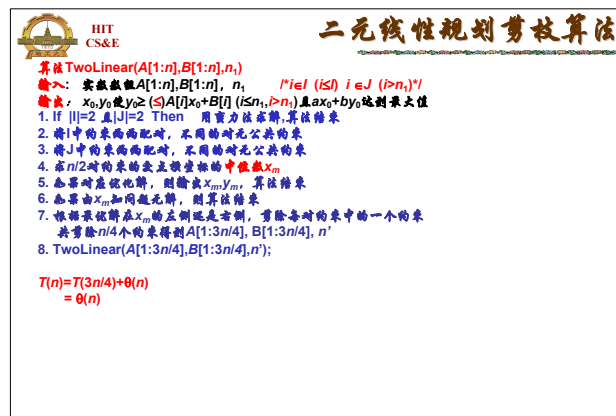 HIT
CS&E
二元线性规划剪枝算法
算法TwoLinear(A[1:n],B[1:n],n₁)
输入: 实数数组A[1:n],B[1:n], n₁ /*i∈I (i≤I) i ∈J (i>n₁)*/
输出: x₀,y₀使y₀≥ (≤)A[i]x₀+B[i] (i≤n₁,i>n₁)且ax₀+by₀达到最大值
1. If |I|=2 且|J|=2 Then 用蛮力法求解,算法结束
2. 将I中约束两两配对, 不同的对无公共约束
3. 将J中约束两两配对, 不同的对无公共约束
4. 求n/2对约束的交点横坐标的中位数xₘ
5. 如果对应优化解, 则输出xₘ,yₘ, 算法结束
6. 如果由xₘ知问题无解, 则算法结束
7. 根据最优解在xₘ的左侧还是右侧, 剪除每对约束中的一个约束
共剪除n/4个约束得到A[1:3n/4], B[1:3n/4], n’
8. TwoLinear(A[1:3n/4],B[1:3n/4],n’);
T(n)=T(3n/4)+θ(n)
= θ(n)